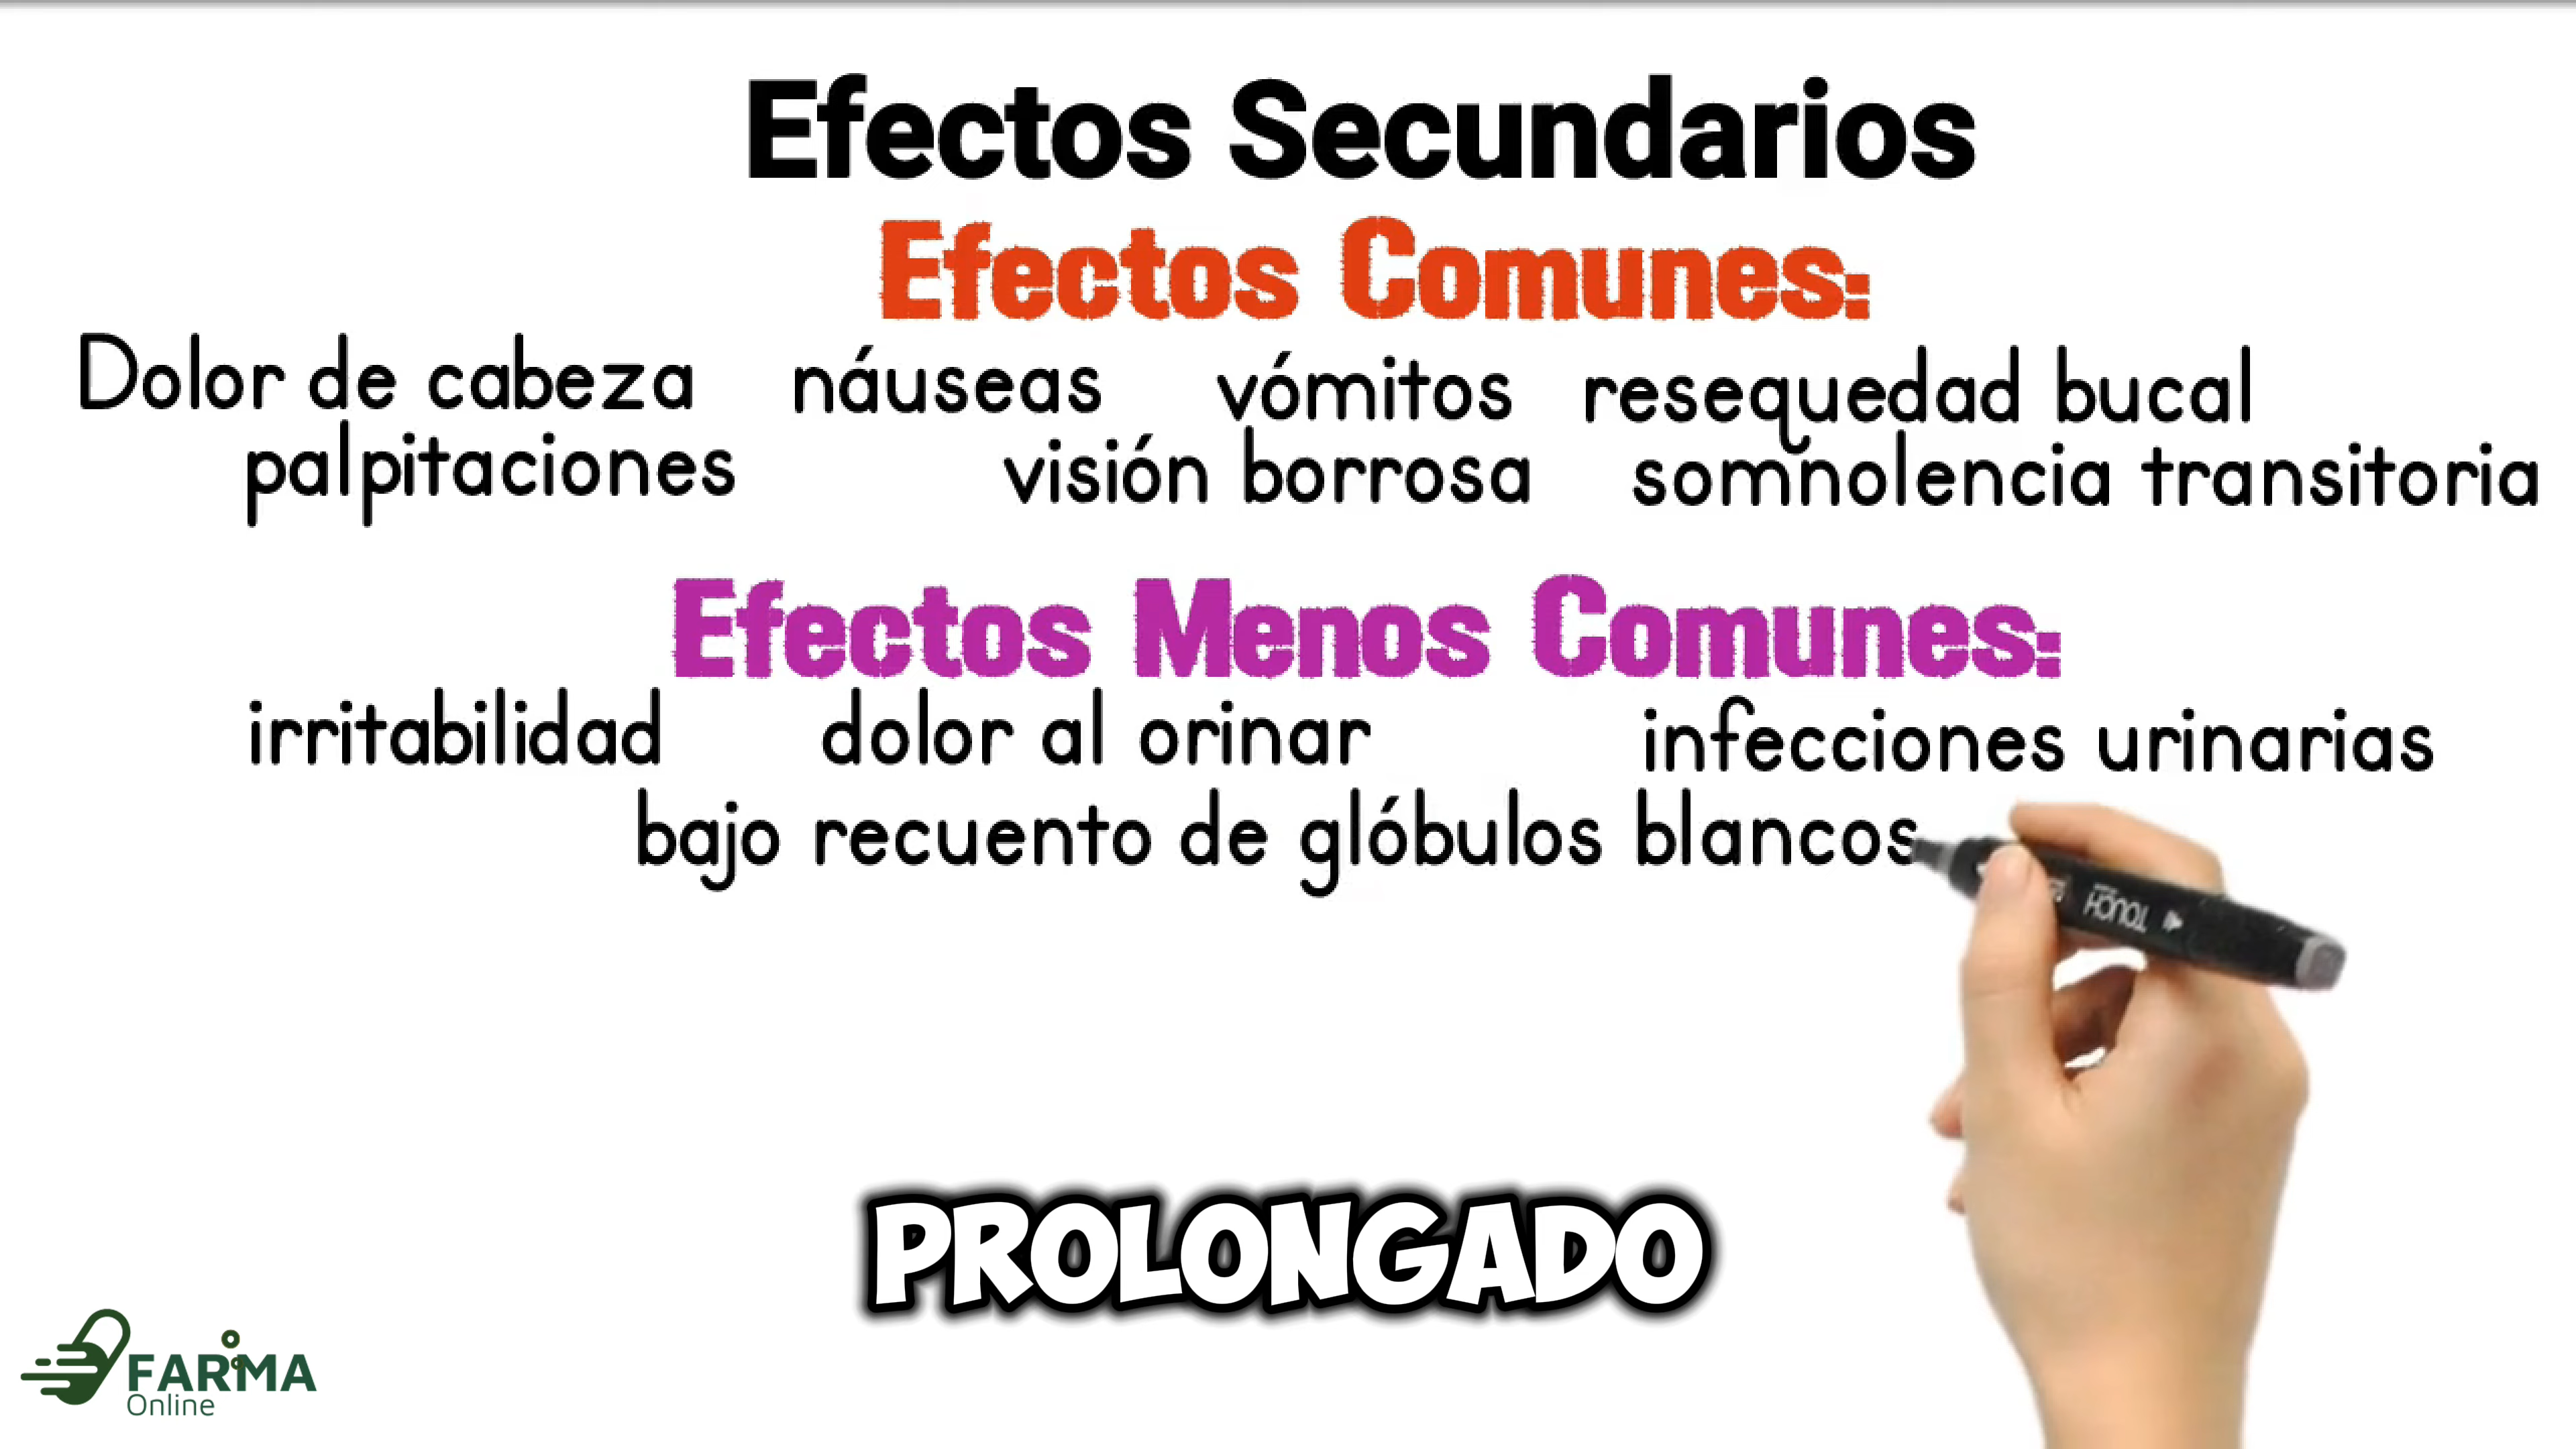 Efectos Secundarios
Efectos Comunes:
Dolor de cabeza náuseas vómitos resequedad bucal
palpitaciones visión borrosa somnolencia transitoria
Efectos Menos Comunes:
irritabilidad dolor al orinar infecciones urinarias
bajo recuento de glóbulos blancos
TOUCH
PROLONGADO
FARMA
Online